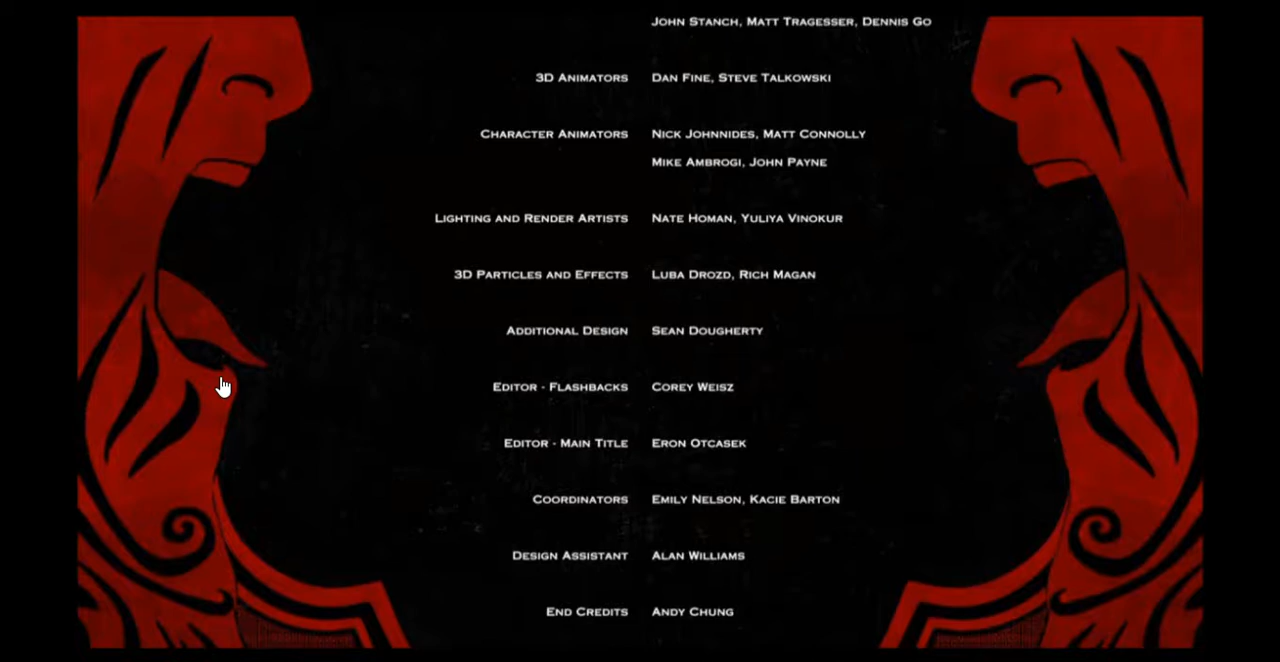 John Stanch, Matt Tragesser, Dennis Go
3D Animators Dan Fine, Steve Talkowski
Character Animators Nick Johnnides, Matt Connolly
Mike Ambrogi, John Payne
Lighting and Render Artists Nate Homan, Yuliya Vinokur
3D Particles and Effects Luba Drozd, Rich Magan
Additional Design Sean Dougherty
Editor - Flashbacks Corey Weisz
Editor - Main Title Eron Otcasek
Coordinators Emily Nelson, Kacie Barton
Design Assistant Alan Williams
End Credits Andy Chung